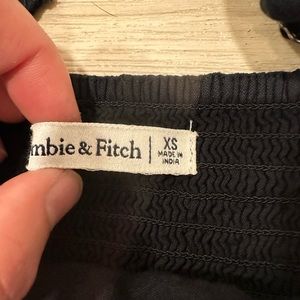 mbie & Fitch
XS
MADE IN
INDIA